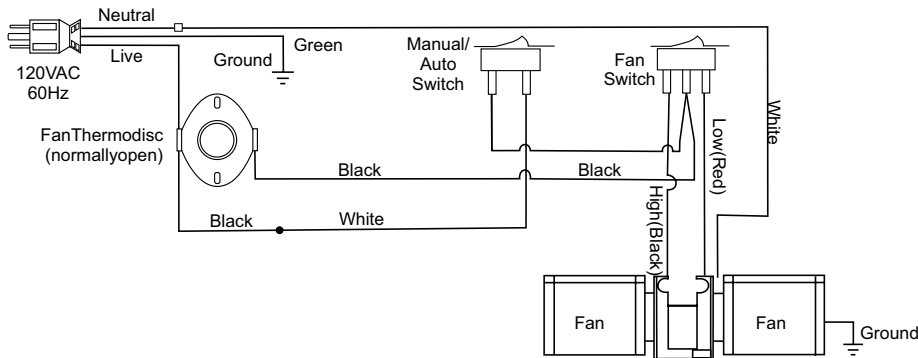 Neutral
Live
120VAC
60Hz
Green
Ground
Manual/
Auto
Switch
Fan
Switch
FanThermodisc
(normallyopen)
Black
Black
Black
White
High(Black)
Low(Red)
White
Fan
Fan
Ground